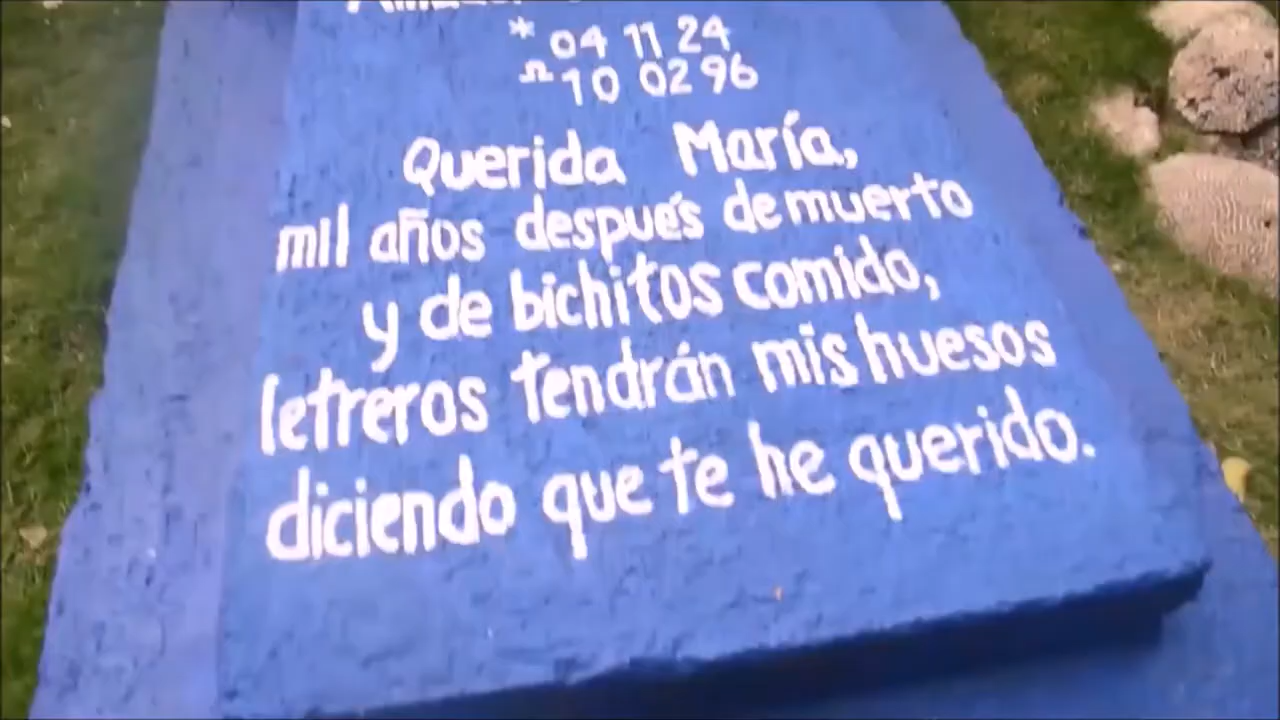 * 04 11 24
Ω 10 02 96
Querida María,
mil años después de muerto
y de bichitos comido,
letreros tendrán mis huesos
diciendo que te he querido.